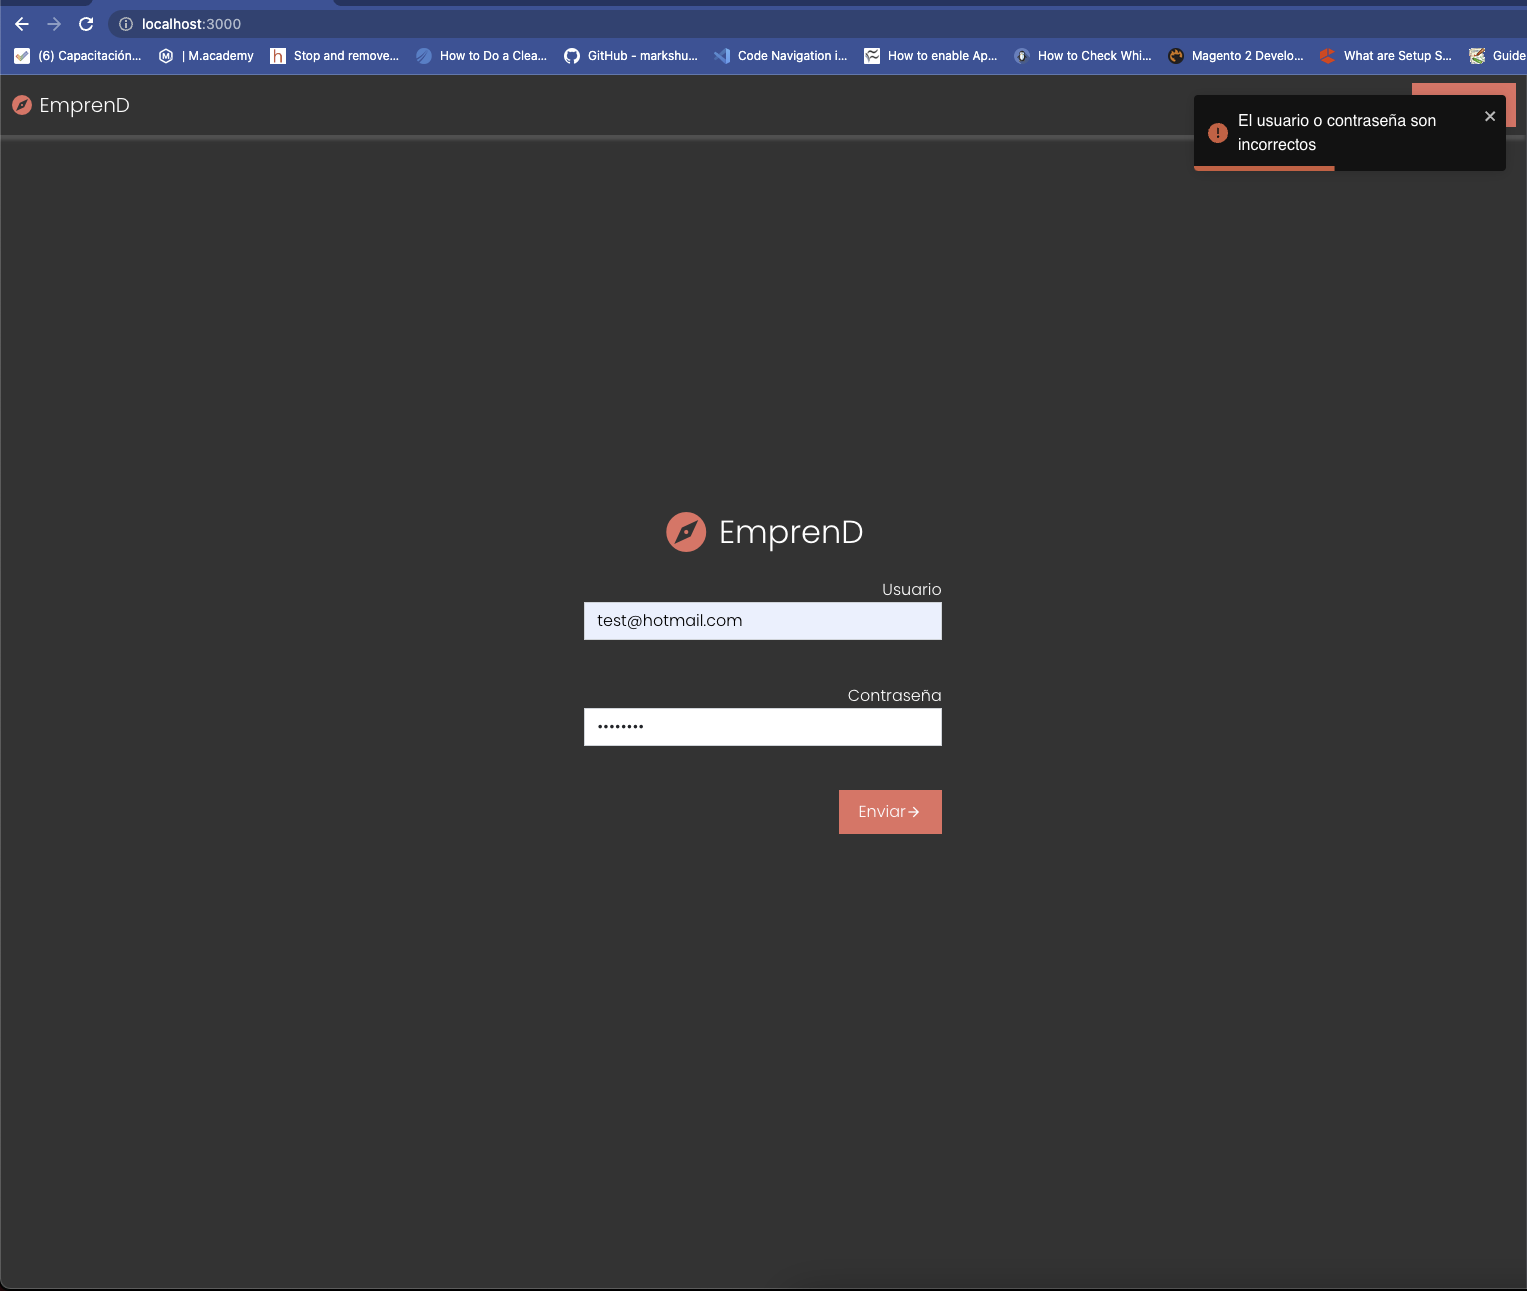 localhost:3000
(6) Capacitación... | M.academy Stop and remove... How to Do a Clea... GitHub - markshu... Code Navigation i... How to enable Ap... How to Check Whi... Magento 2 Develo... What are Setup S... Guide
EmprenD
El usuario o contraseña son
incorrectos
EmprenD
Usuario
test@hotmail.com
Contraseña
Enviar